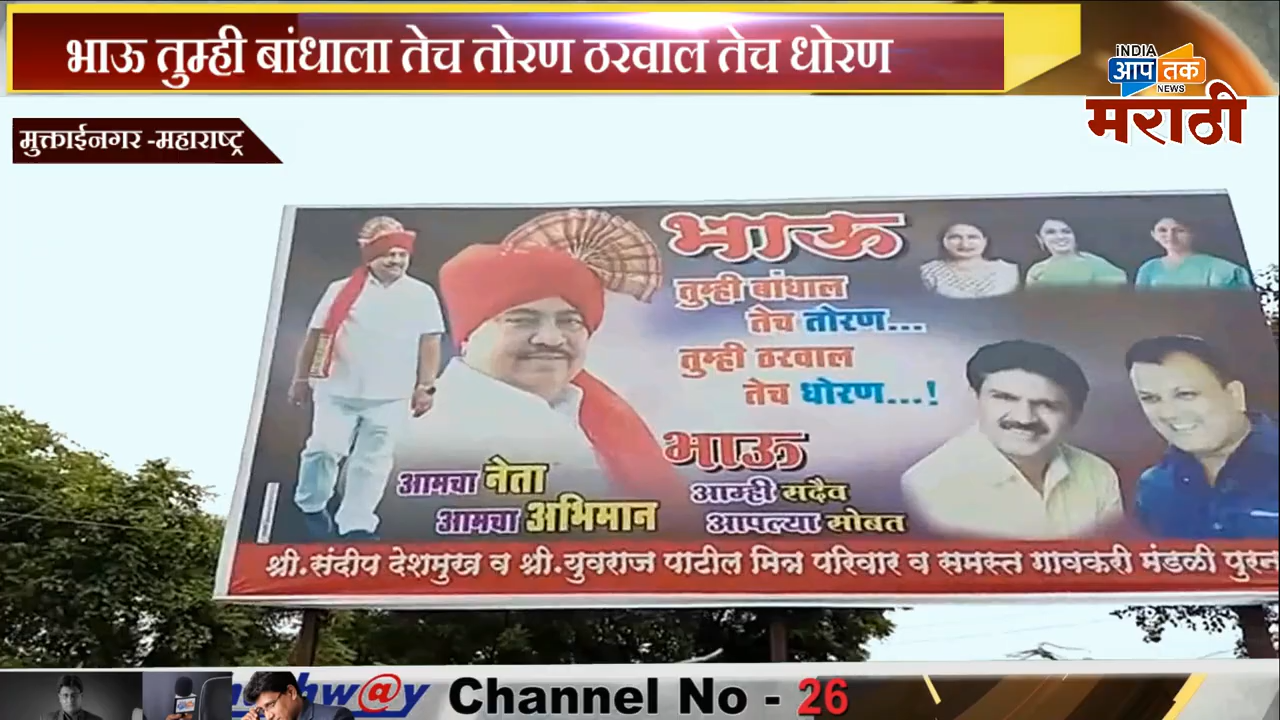 भाऊ तुम्ही बांधाला तेच तोरण ठरवाल तेच धोरण
INDIA
आप तक
NEWS
मराठी
मुक्ताईनगर -महाराष्ट्र
भाऊ
तुम्ही बांधाल
तेच तोरण...
तुम्ही ठरवाल
तेच धोरण...!
भाऊ
आम्ही सदैव
आपल्या सोबत
आमचा नेता
आमचा अभिमान
श्री.संदीप देशमुख व श्री.युवराज पाटील मित्र परिवार व समस्त गावकरी मंडळी
Channel No - 26